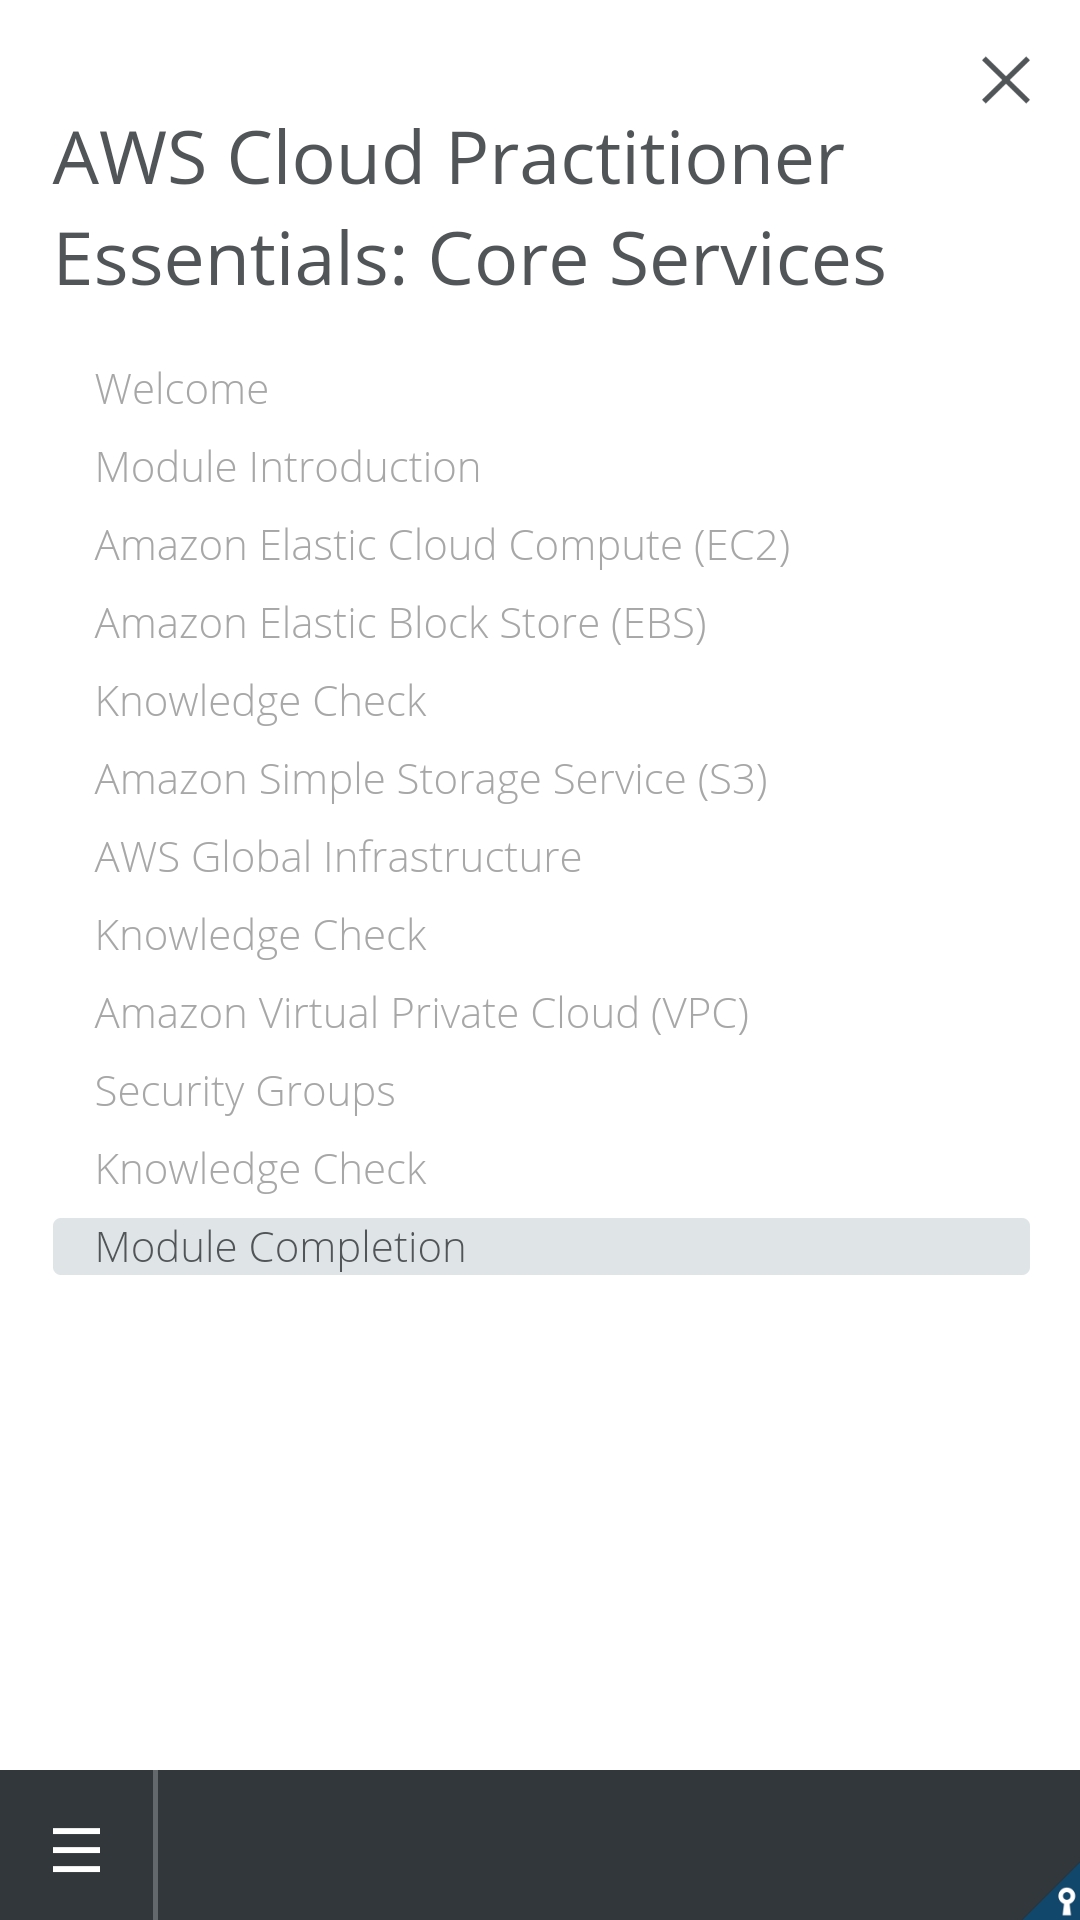 AWS Cloud Practitioner
Essentials: Core Services
Welcome
Module Introduction
Amazon Elastic Cloud Compute (EC2)
Amazon Elastic Block Store (EBS)
Knowledge Check
Amazon Simple Storage Service (S3)
AWS Global Infrastructure
Knowledge Check
Amazon Virtual Private Cloud (VPC)
Security Groups
Knowledge Check
Module Completion